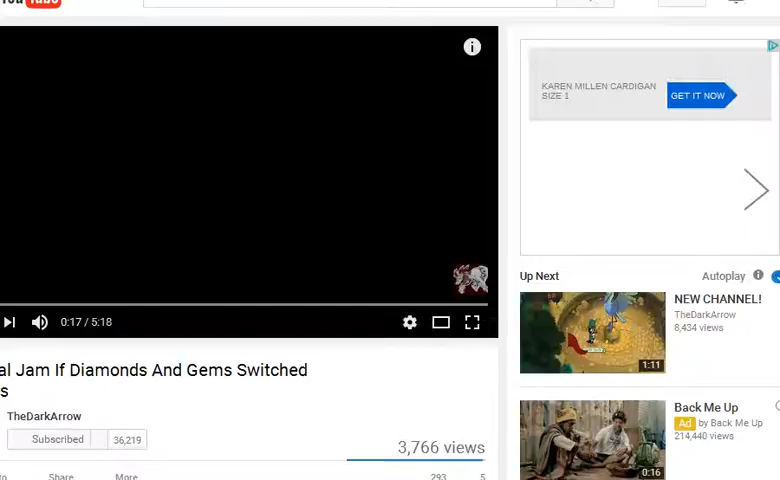 KAREN MILLEN CARDIGAN
SIZE 1
GET IT NOW
0:17 / 5:18
Up Next
Autoplay
NEW CHANNEL!
TheDarkArrow
8,434 views
1:11
al Jam If Diamonds And Gems Switched
s
TheDarkArrow
Subscribed
36,219
3,766 views
Back Me Up
Ad by Back Me Up
214,440 views
0:16
to
Share
More
293
5